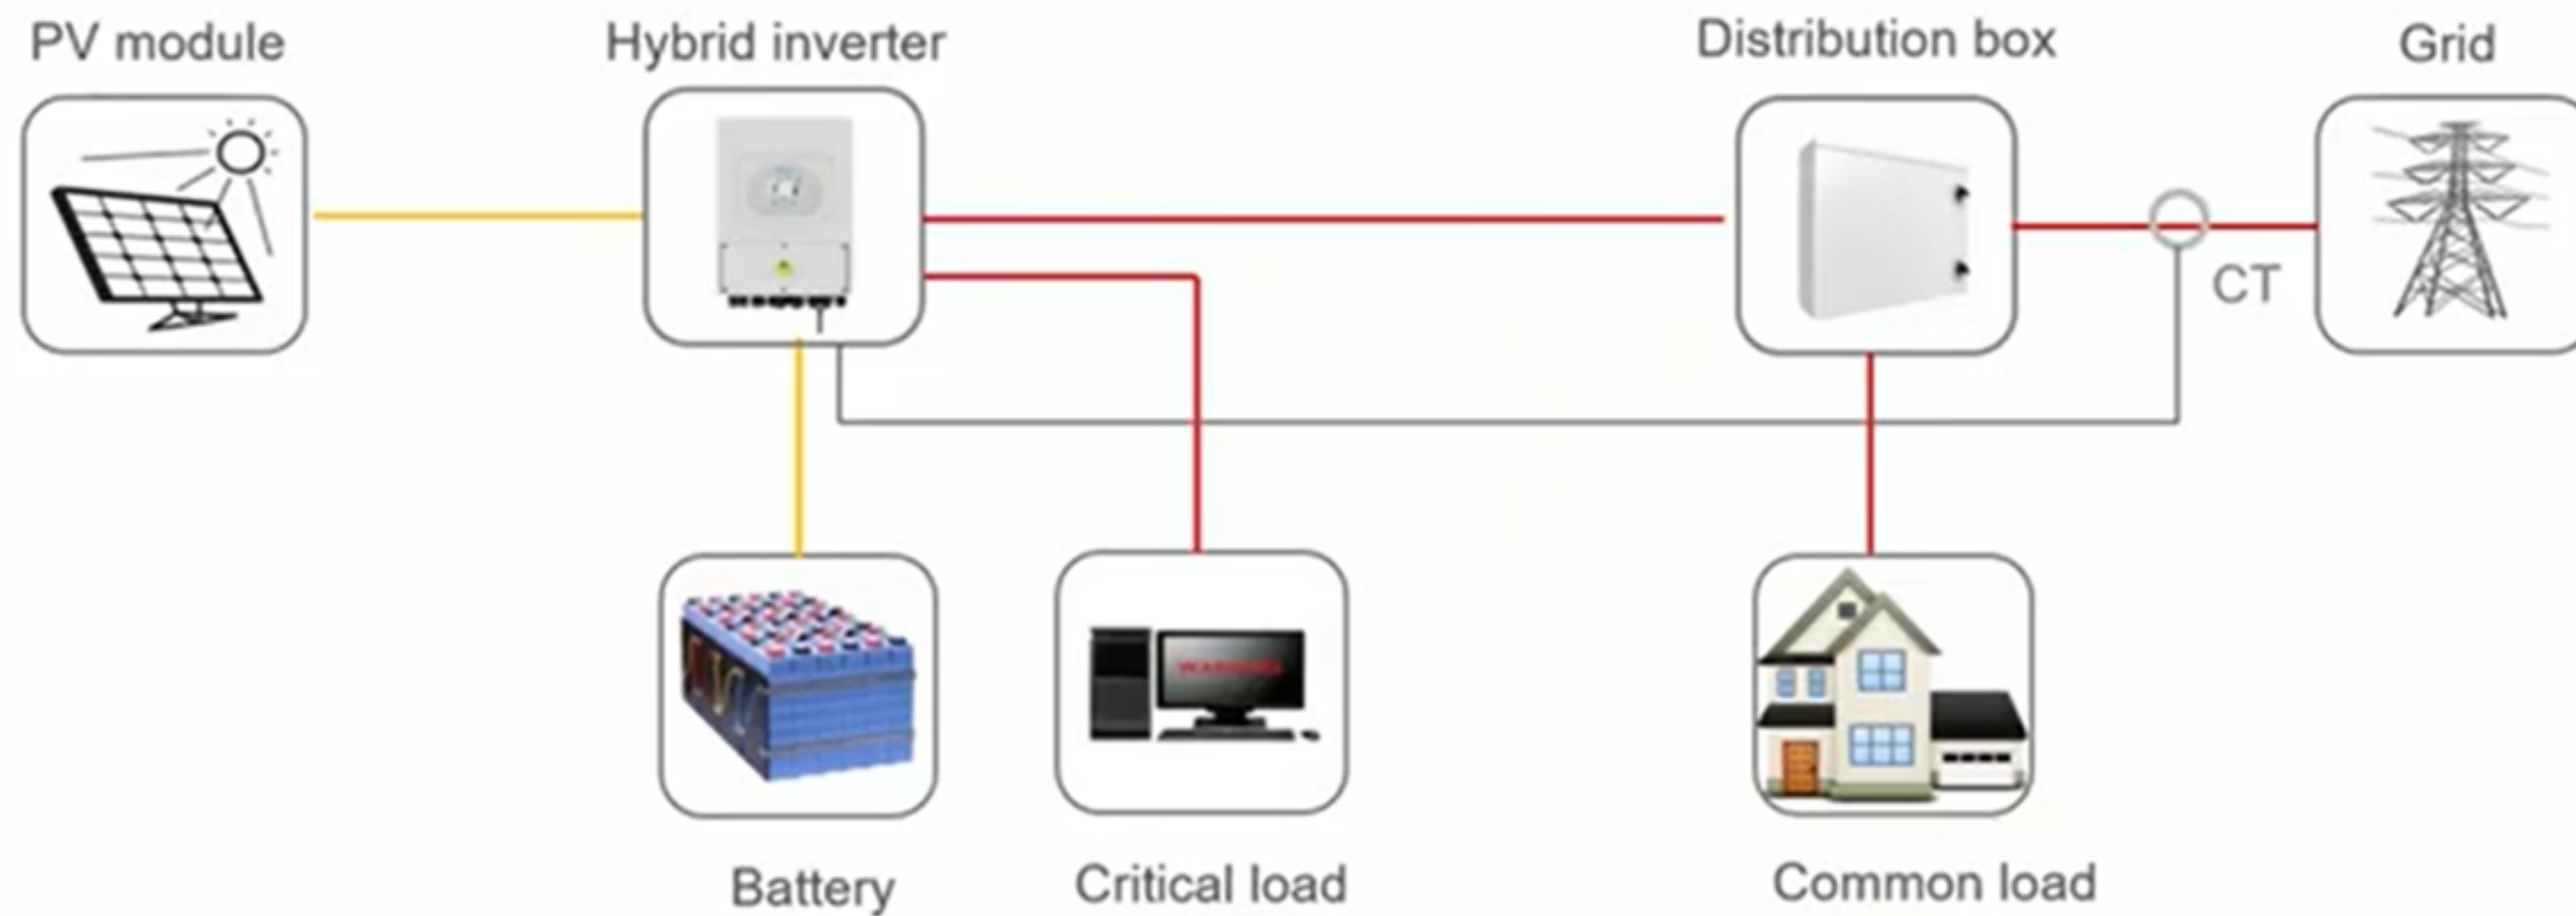 PV module
Hybrid inverter
Distribution box
Grid
CT
Battery
Critical load
Common load